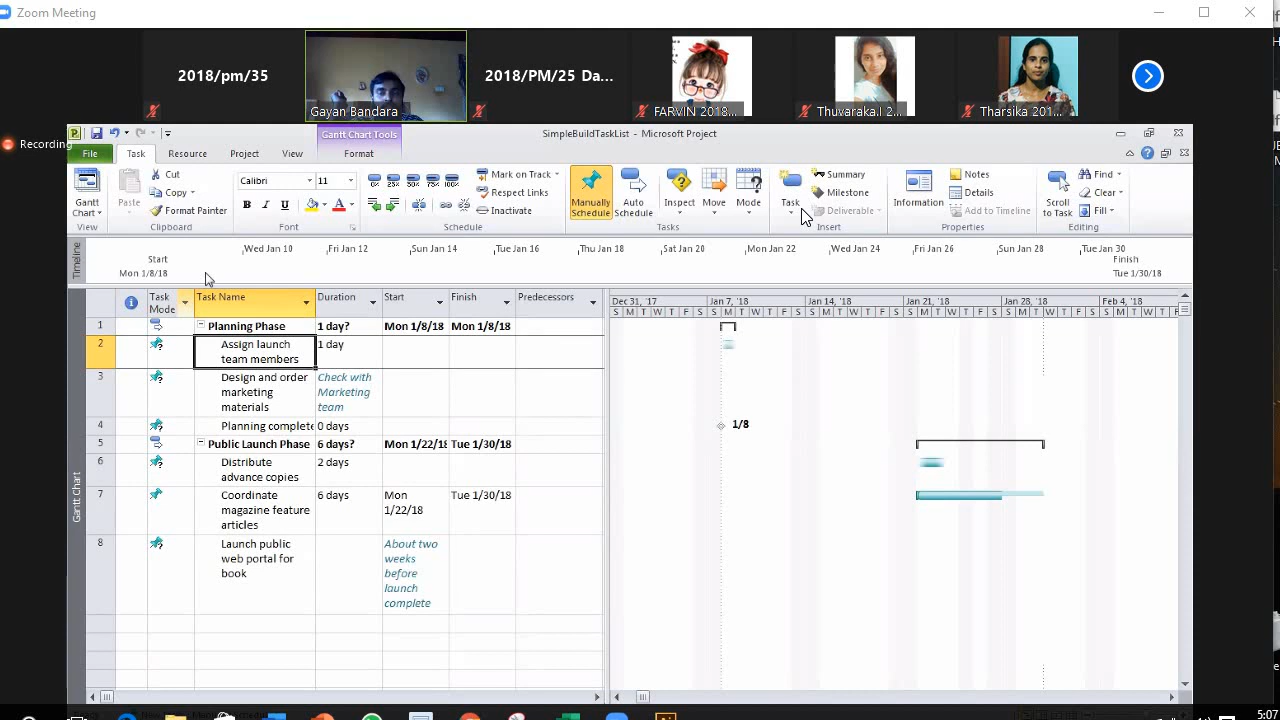 Zoom Meeting
2018/pm/35
Gayan Bandara
2018/PM/25 Da...
FARVIN 2018...
Thuvaraka.I 2...
Tharsika 201...
Recording
SimpleBuildTaskList - Microsoft Project
Gantt Chart Tools
File Task Resource Project View Format
Gantt Chart
View
Paste
Cut
Copy
Format Painter
Clipboard
Calibri 11
B I U A
Font
0% 25% 50% 75% 100%
Mark on Track
Respect Links
Inactivate
Schedule
Manually Schedule
Auto Schedule
Inspect
Move
Mode
Tasks
Task
Summary
Milestone
Deliverable
Insert
Information
Notes
Details
Add to Timeline
Properties
Scroll to Task
Find
Clear
Fill
Editing
Timeline
Wed Jan 10 Fri Jan 12 Sun Jan 14 Tue Jan 16 Thu Jan 18 Sat Jan 20 Mon Jan 22 Wed Jan 24 Fri Jan 26 Sun Jan 28 Tue Jan 30
Start
Mon 1/8/18
Finish
Tue 1/30/18
Task Mode Task Name Duration Start Finish Predecessors
Dec 31, '17 Jan 7, '18 Jan 14, '18 Jan 21, '18 Jan 28, '18 Feb 4, '18
S M T W T F S S M T W T F S S M T W T F S S M T W T F S S M T W T F S S M T W T F
1 Planning Phase 1 day? Mon 1/8/18 Mon 1/8/18
2 Assign launch 1 day
team members
3 Design and order Check with
marketing Marketing
materials team
4 Planning complete 0 days
1/8
5 Public Launch Phase 6 days? Mon 1/22/18 Tue 1/30/18
6 Distribute 2 days
advance copies
7 Coordinate 6 days Mon Tue 1/30/18
magazine feature 1/22/18
articles
8 Launch public About two
web portal for weeks
book before
launch
complete
Gantt Chart
5:07